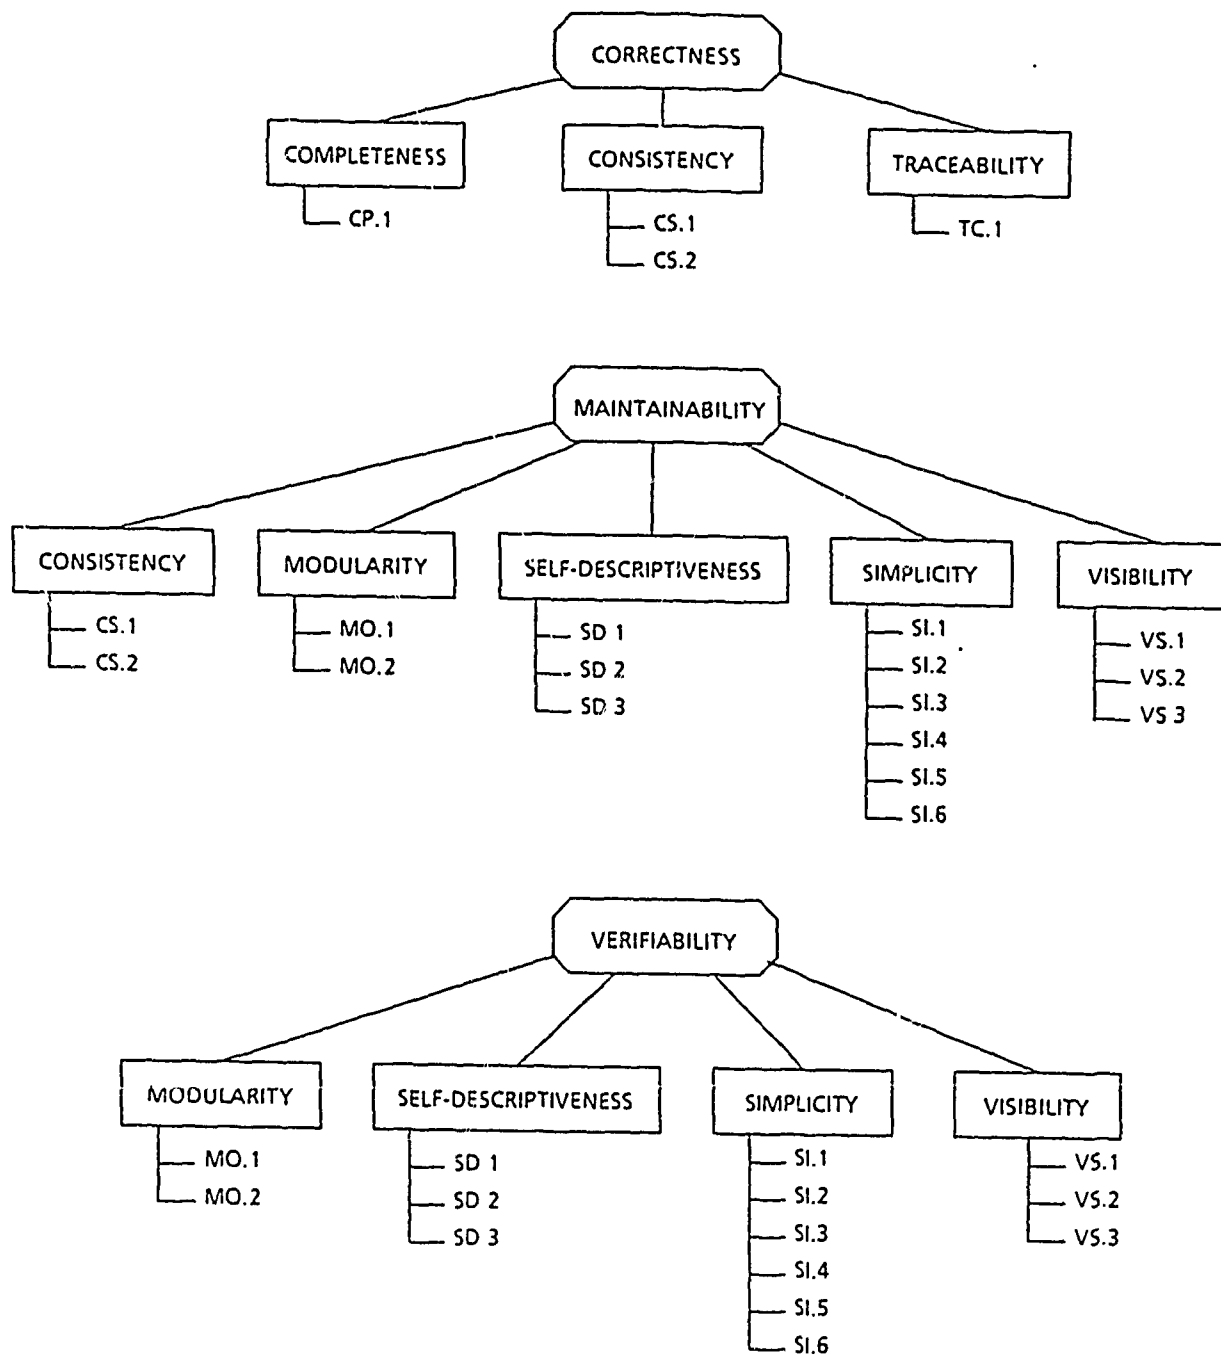 CORRECTNESS
COMPLETENESS
CONSISTENCY
TRACEABILITY
CP.1
CS.1
CS.2
TC.1
MAINTAINABILITY
CONSISTENCY
MODULARITY
SELF-DESCRIPTIVENESS
SIMPLICITY
VISIBILITY
CS.1
CS.2
MO.1
MO.2
SD 1
SD 2
SD 3
SI.1
SI.2
SI.3
SI.4
SI.5
SI.6
VS.1
VS.2
VS 3
VERIFIABILITY
MODULARITY
SELF-DESCRIPTIVENESS
SIMPLICITY
VISIBILITY
MO.1
MO.2
SD 1
SD 2
SD 3
SI.1
SI.2
SI.3
SI.4
SI.5
SI.6
VS.1
VS.2
VS.3